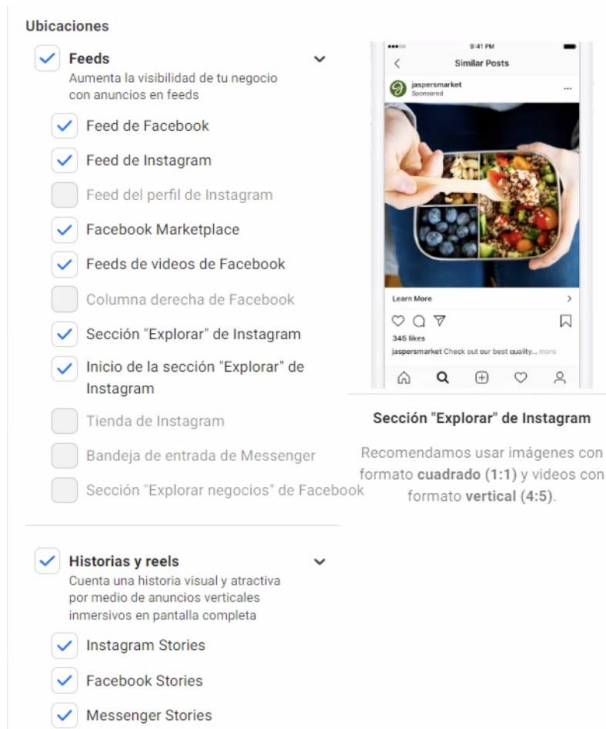 Ubicaciones
Feeds
Aumenta la visibilidad de tu negocio
con anuncios en feeds
Feed de Facebook
Feed de Instagram
Feed del perfil de Instagram
Facebook Marketplace
Feeds de videos de Facebook
Columna derecha de Facebook
Sección "Explorar" de Instagram
Inicio de la sección "Explorar" de
Instagram
Tienda de Instagram
Bandeja de entrada de Messenger
Sección "Explorar negocios" de Facebook
Historias y reels
Cuenta una historia visual y atractiva
por medio de anuncios verticales
inmersivos en pantalla completa
Instagram Stories
Facebook Stories
Messenger Stories
9:41 PM
Similar Posts
jaspersmarket
Sponsored
Learn More
345 likes
jaspersmarket Check out our best quality... more
Sección "Explorar" de Instagram
Recomendamos usar imágenes con
formato cuadrado (1:1) y videos con
formato vertical (4:5).